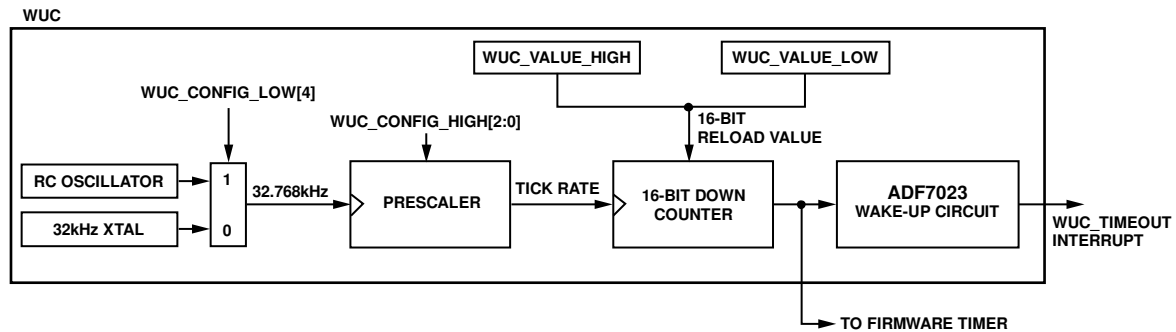 WUC
WUC_VALUE_HIGH
WUC_VALUE_LOW
WUC_CONFIG_LOW[4]
WUC_CONFIG_HIGH[2:0]
16-BIT
RELOAD VALUE
RC OSCILLATOR
1
32.768kHz
PRESCALER
TICK RATE
16-BIT DOWN
COUNTER
ADF7023
WAKE-UP CIRCUIT
32kHz XTAL
0
WUC_TIMEOUT
INTERRUPT
TO FIRMWARE TIMER